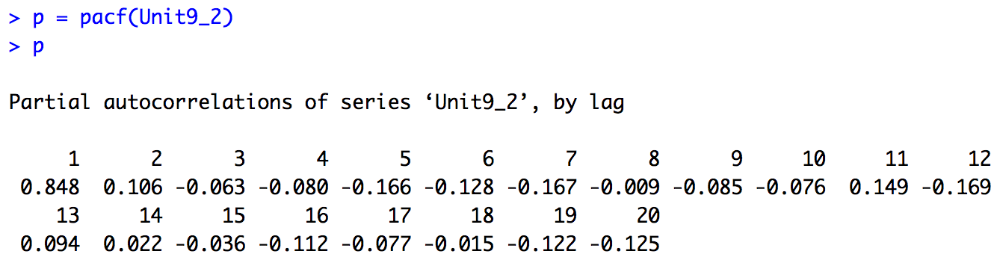 > p = pacf(Unit9_2)
> p
Partial autocorrelations of series ‘Unit9_2’, by lag
1 2 3 4 5 6 7 8 9 10 11 12
0.848 0.106 -0.063 -0.080 -0.166 -0.128 -0.167 -0.009 -0.085 -0.076 0.149 -0.169
13 14 15 16 17 18 19 20
0.094 0.022 -0.036 -0.112 -0.077 -0.015 -0.122 -0.125